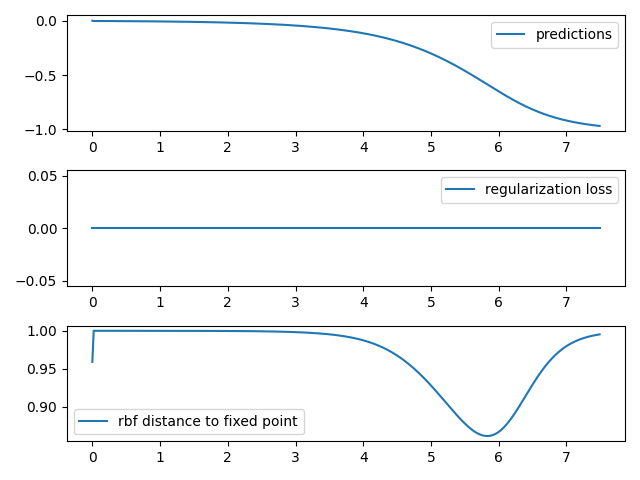 0.0
−0.5
−1.0
predictions
0 1 2 3 4 5 6 7
0.05
0.00
−0.05
regularization loss
0 1 2 3 4 5 6 7
1.00
0.95
0.90
rbf distance to fixed point
0 1 2 3 4 5 6 7